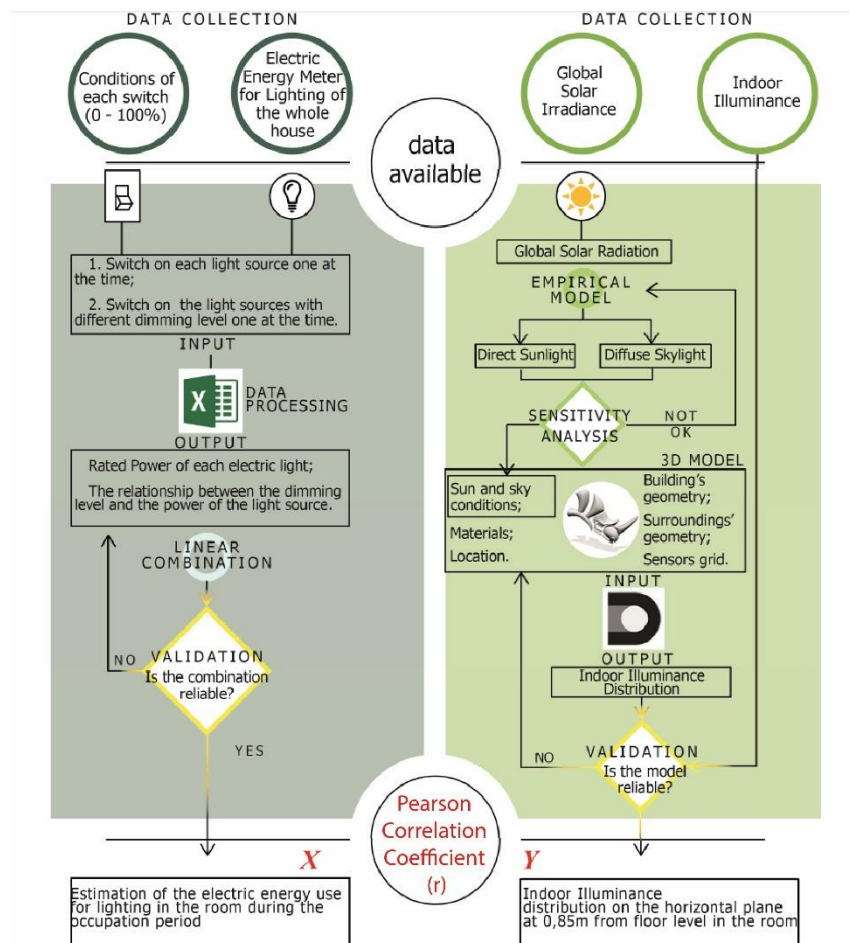 DATA COLLECTION
Conditions of
each switch
(0 - 100%)
Electric
Energy Meter
for Lighting of
the whole
house
data
available
DATA COLLECTION
Global
Solar
Irradiance
Indoor
Illuminance
1. Switch on each light source one at
the time;
2. Switch on the light sources with
different dimming level one at the time.
INPUT
X
DATA
PROCESSING
OUTPUT
Rated Power of each electric light;
The relationship between the dimming
level and the power of the light source.
LINEAR
COMBINATION
VALIDATION
Is the combination
reliable?
NO
YES
Global Solar Radiation
EMPIRICAL
MODEL
Direct Sunlight
Diffuse Skylight
SENSITIVITY
ANALYSIS
NOT
OK
3D MODEL
Sun and sky
conditions;
Materials;
Location.
Building's
geometry;
Surroundings'
geometry;
Sensors grid.
INPUT
OUTPUT
Indoor Illuminance
Distribution
VALIDATION
Is the model
reliable?
NO
Pearson
Correlation
Coefficient
(r)
X
Y
Estimation of the electric energy use
for lighting in the room during the
occupation period
Indoor Illuminance
distribution on the horizontal plane
at 0,85m from floor level in the room